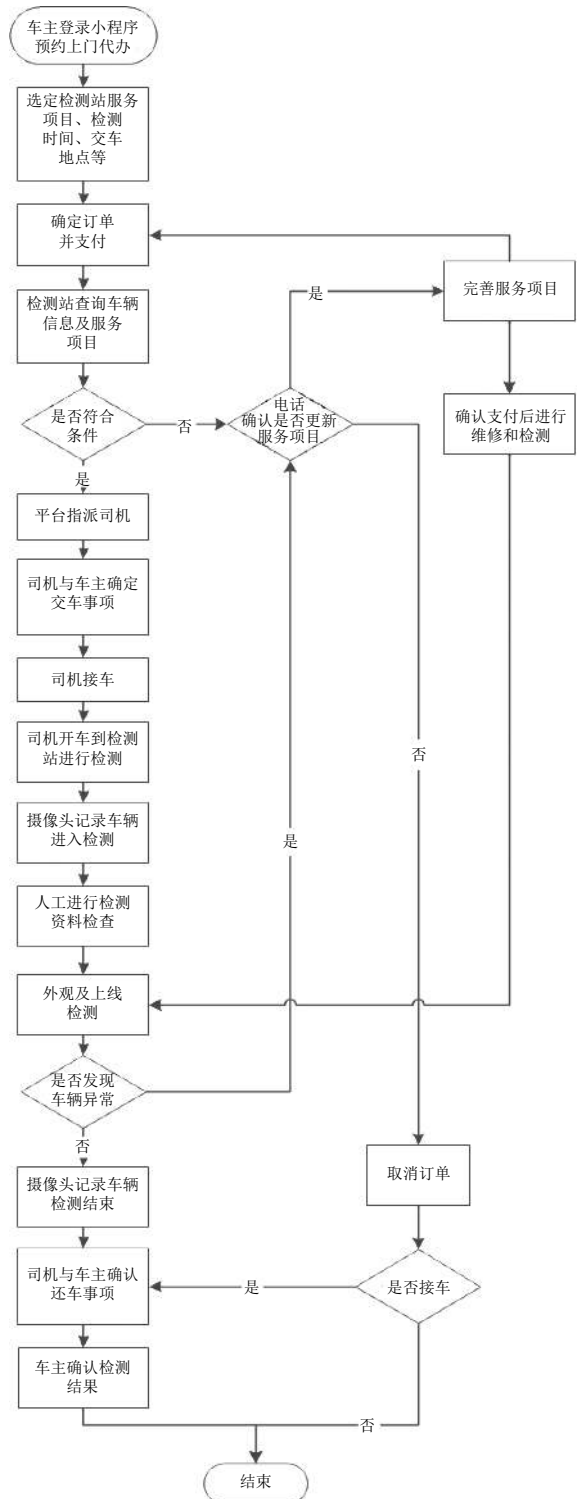 车主登录小程序
预约上门代办
选定检测站服务
项目、检测
时间、交车
地点等
确定订单
并支付
检测站查询车辆
信息及服务
项目
是否符合
条件
否
电话
确认是否更新
服务项目
是
完善服务项目
确认支付后进行
维修和检测
是
平台指派司机
司机与车主确定
交车事项
司机接车
司机开车到检测
站进行检测
否
摄像头记录车辆
进入检测
是
人工进行检测
资料检查
外观及上线
检测
是否发现
车辆异常
否
取消订单
摄像头记录车辆
检测结束
司机与车主确认
还车事项
是
是否接车
车主确认检测
结果
否
结束